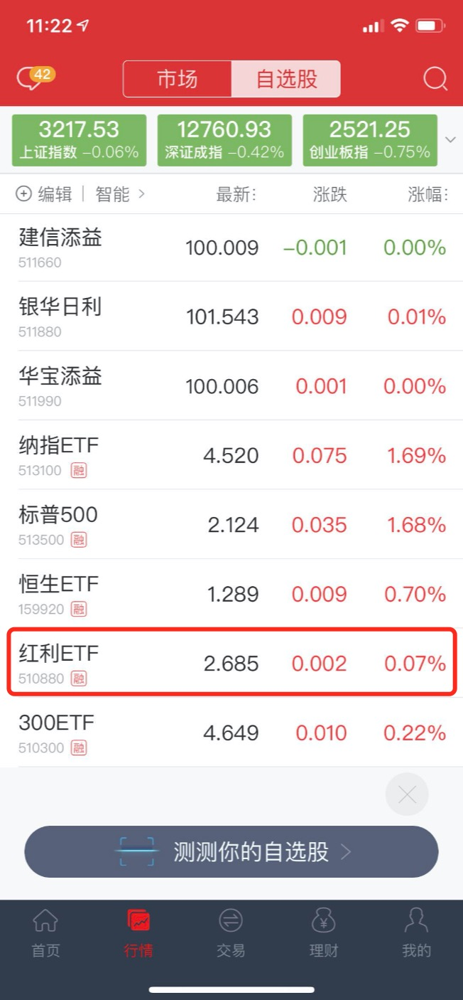 11:22
42
市场
自选股
3217.53
上证指数 -0.06%
12760.93
深证成指 -0.42%
2521.25
创业板指 -0.75%
编辑 | 智能 >
最新:
涨跌
涨幅:
建信添益
100.009 -0.001 0.00%
511660
银华日利
101.543 0.009 0.01%
511880
华宝添益
100.006 0.001 0.00%
511990
纳指ETF
4.520 0.075 1.69%
513100 融
标普500
2.124 0.035 1.68%
513500 融
恒生ETF
1.289 0.009 0.70%
159920 融
红利ETF
2.685 0.002 0.07%
510880 融
300ETF
4.649 0.010 0.22%
510300 融
测测你的自选股 >
首页
行情
交易
理财
我的